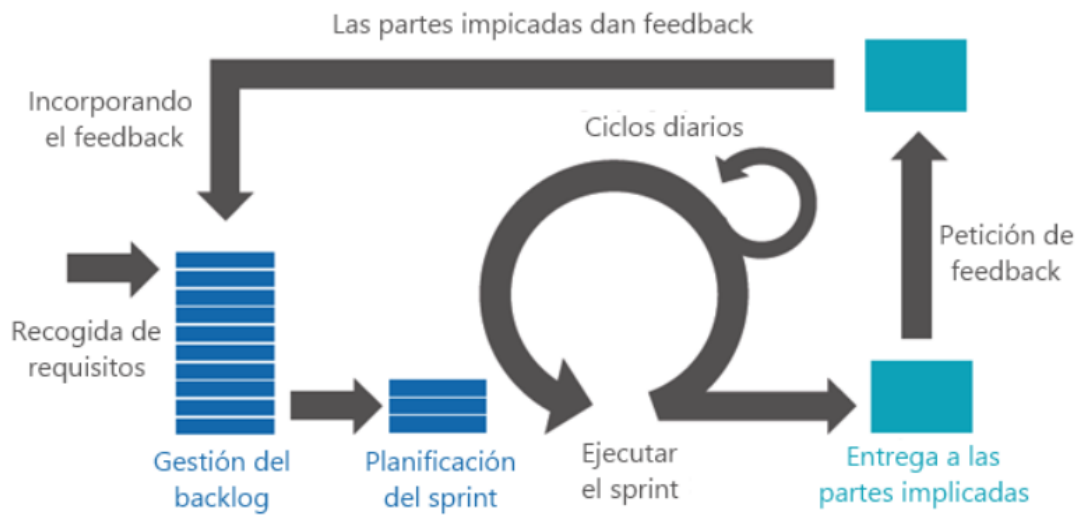 Las partes impicadas dan feedback
Incorporando
el feedback
Ciclos diarios
Petición de
feedback
Recogida de
requisitos
Gestión del
backlog
Planificación
del sprint
Ejecutar
el sprint
Entrega a las
partes implicadas